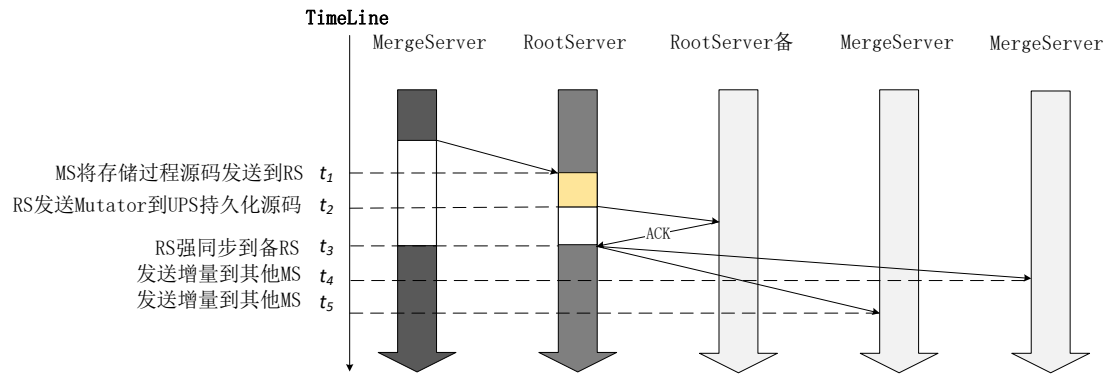 TimeLine
MergeServer
RootServer
RootServer备
MergeServer
MergeServer
MS将存储过程源码发送到RS t₁
RS发送Mutator到UPS持久化源码 t₂
ACK
RS强同步到备RS t₃
发送增量到其他MS t₄
发送增量到其他MS t₅